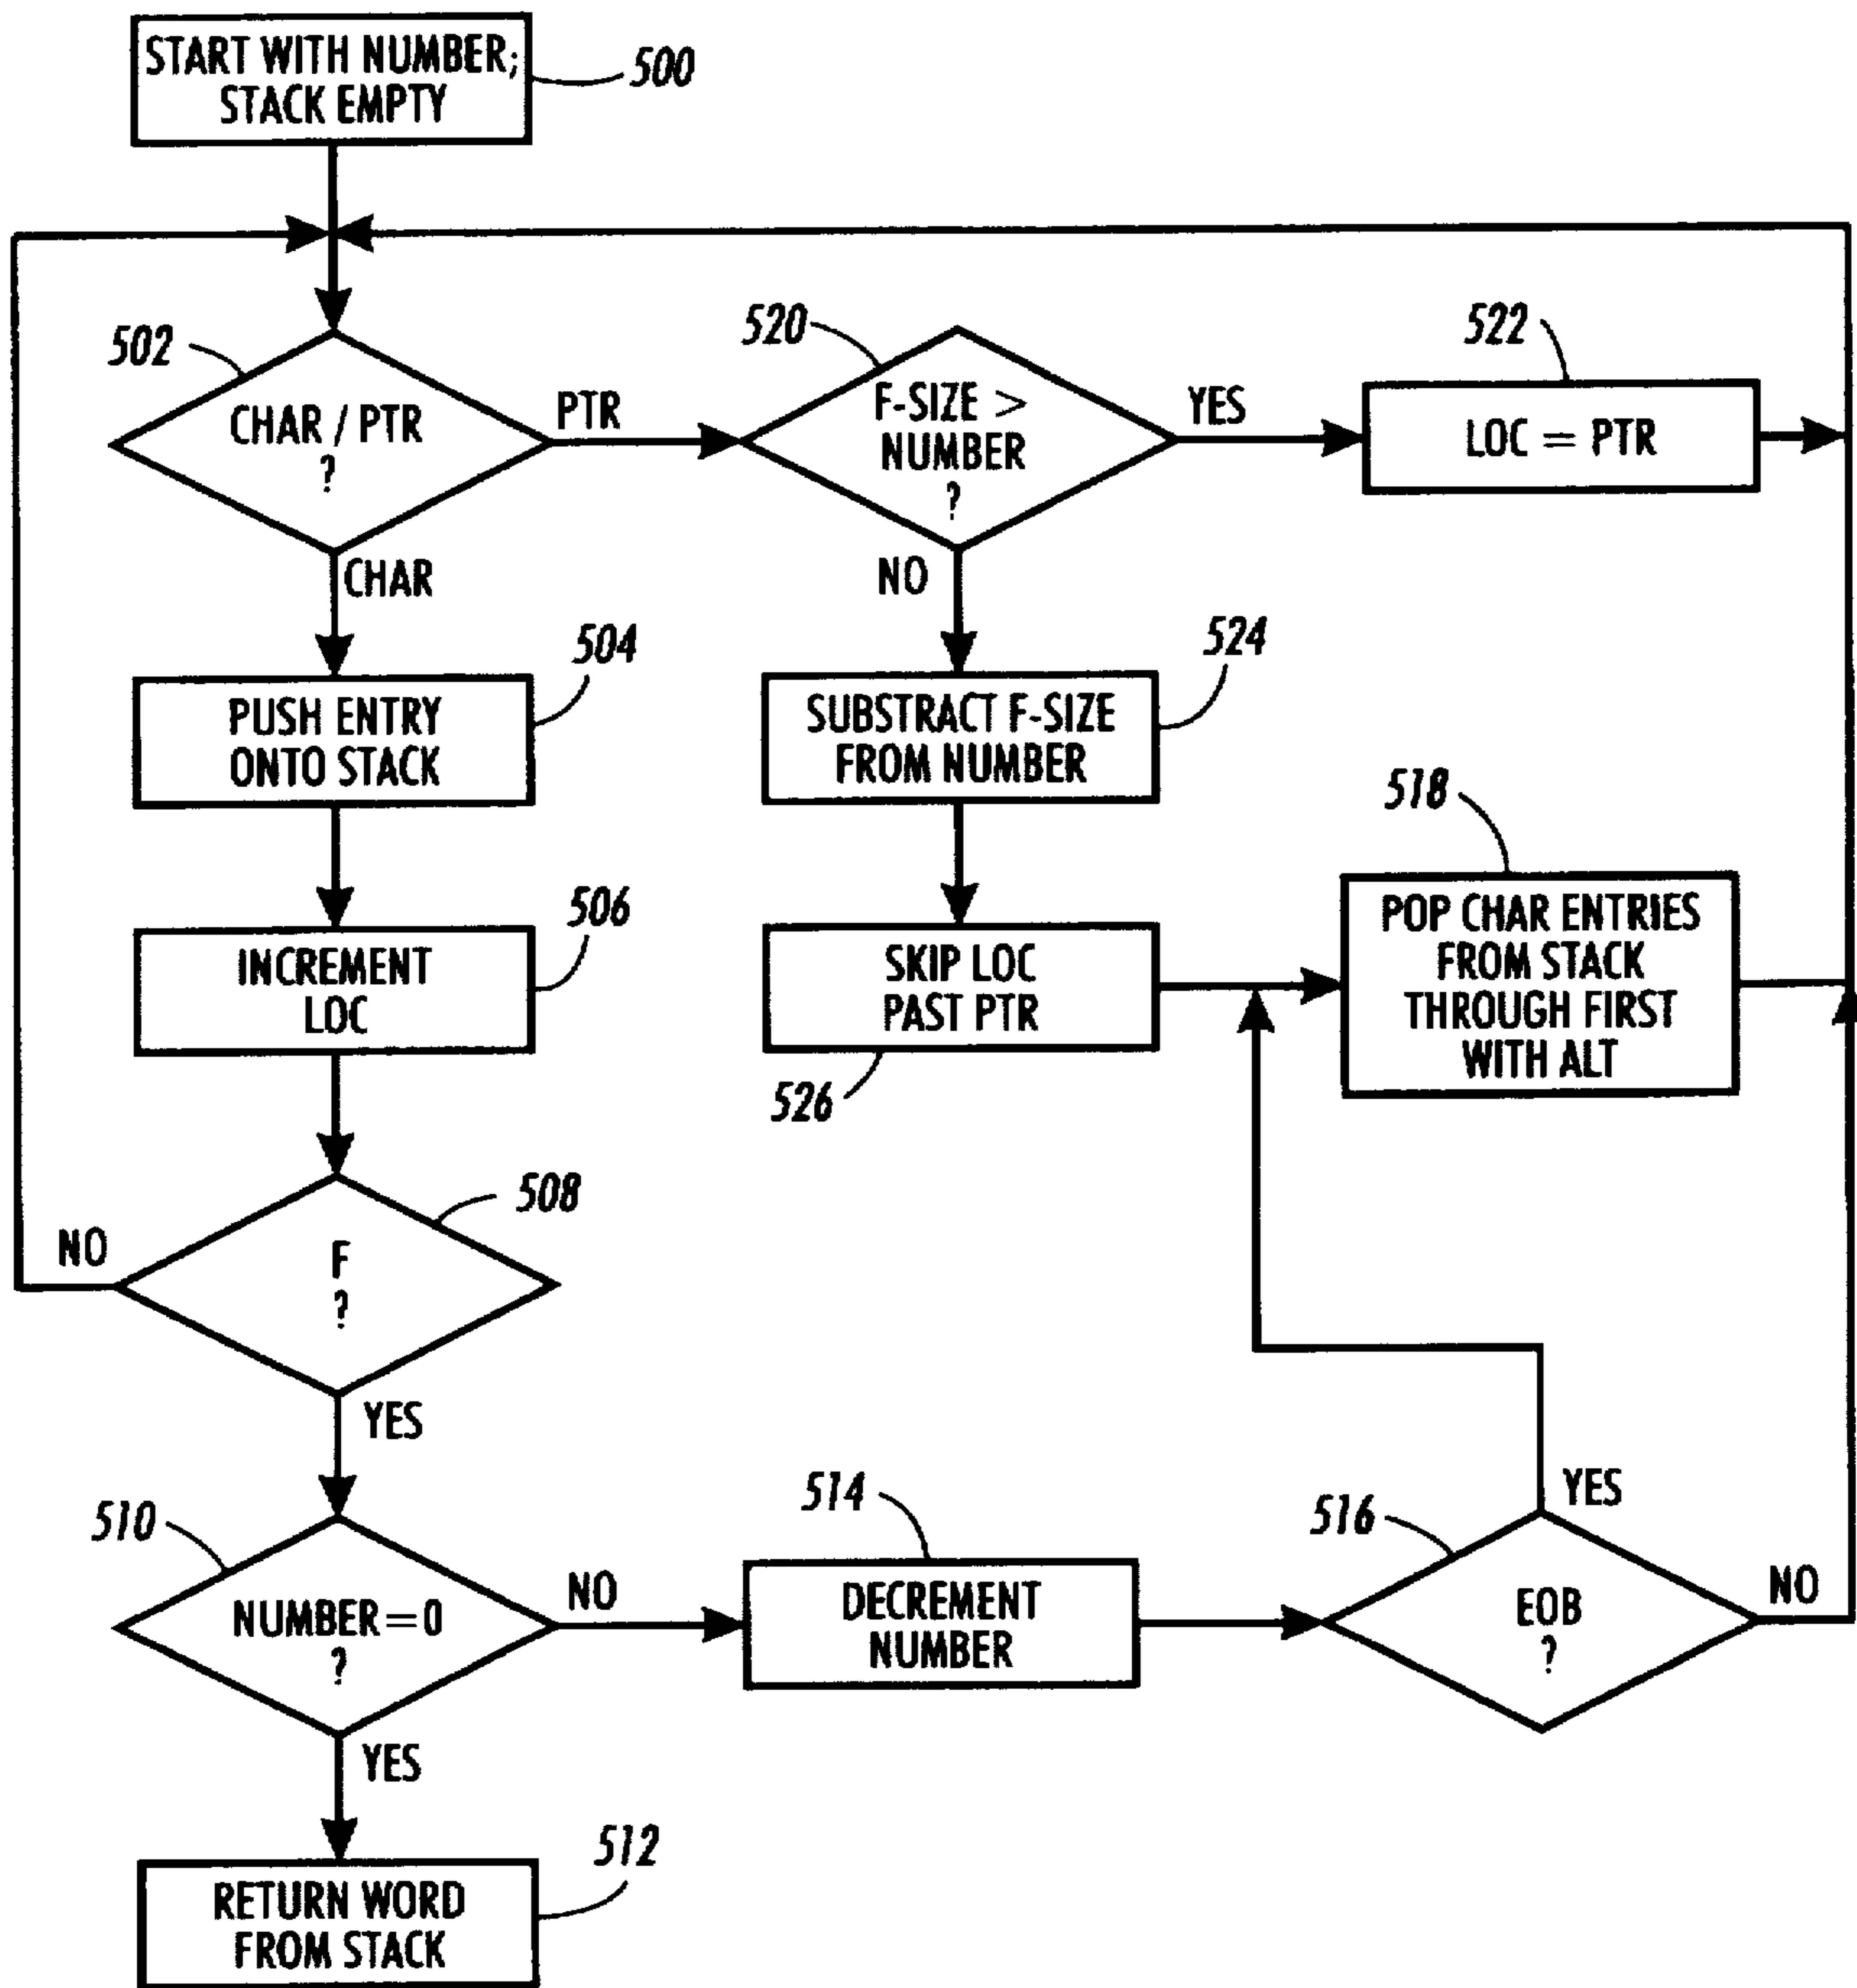 START WITH NUMBER;
STACK EMPTY
500
502
CHAR / PTR
?
PTR
CHAR
520
F-SIZE >
NUMBER
?
YES
NO
522
LOC = PTR
504
PUSH ENTRY
ONTO STACK
524
SUBSTRACT F-SIZE
FROM NUMBER
506
INCREMENT
LOC
SKIP LOC
PAST PTR
526
518
POP CHAR ENTRIES
FROM STACK
THROUGH FIRST
WITH ALT
508
F
?
NO
YES
510
NUMBER=0
?
NO
YES
514
DECREMENT
NUMBER
516
EOB
?
YES
NO
512
RETURN WORD
FROM STACK